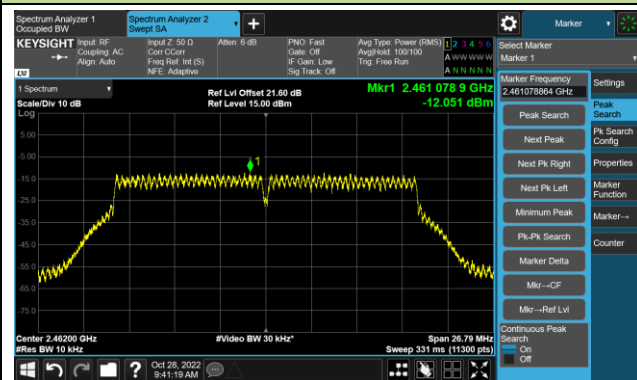 Spectrum Analyzer 1
Occupied BW
Spectrum Analyzer 2
Swept SA
Marker
KEYSIGHT
Input: RF
Coupling: AC
Align: Auto
Input Z: 50 Ω
Corr CCorr
Freq Ref: Int (S)
NFE: Adaptive
Atten: 6 dB
PNO: Fast
Gate: Off
IF Gain: Low
Sig Track: Off
Avg Type: Power (RMS)
Avg|Hold: 100/100
Trig: Free Run
1 2 3 4 5 6
A W W W W W
A N N N N N
LXI
Select Marker
Marker 1
1 Spectrum
Scale/Div 10 dB
Log
Ref Lvl Offset 21.60 dB
Ref Level 15.00 dBm
Mkr1 2.461 078 9 GHz
-12.051 dBm
5.00
-5.00
-15.0
-25.0
-35.0
-45.0
-55.0
-65.0
-75.0
1
Center 2.46200 GHz
#Res BW 10 kHz
#Video BW 30 kHz*
Span 26.79 MHz
Sweep 331 ms (11300 pts)
Marker Frequency
2.461078864 GHz
Peak Search
Next Peak
Next Pk Right
Next Pk Left
Minimum Peak
Pk-Pk Search
Marker Delta
Mkr→CF
Mkr→Ref Lvl
Continuous Peak
Search
On
Off
Settings
Peak
Search
Pk Search
Config
Properties
Marker
Function
Marker→
Counter
Oct 28, 2022
9:41:19 AM